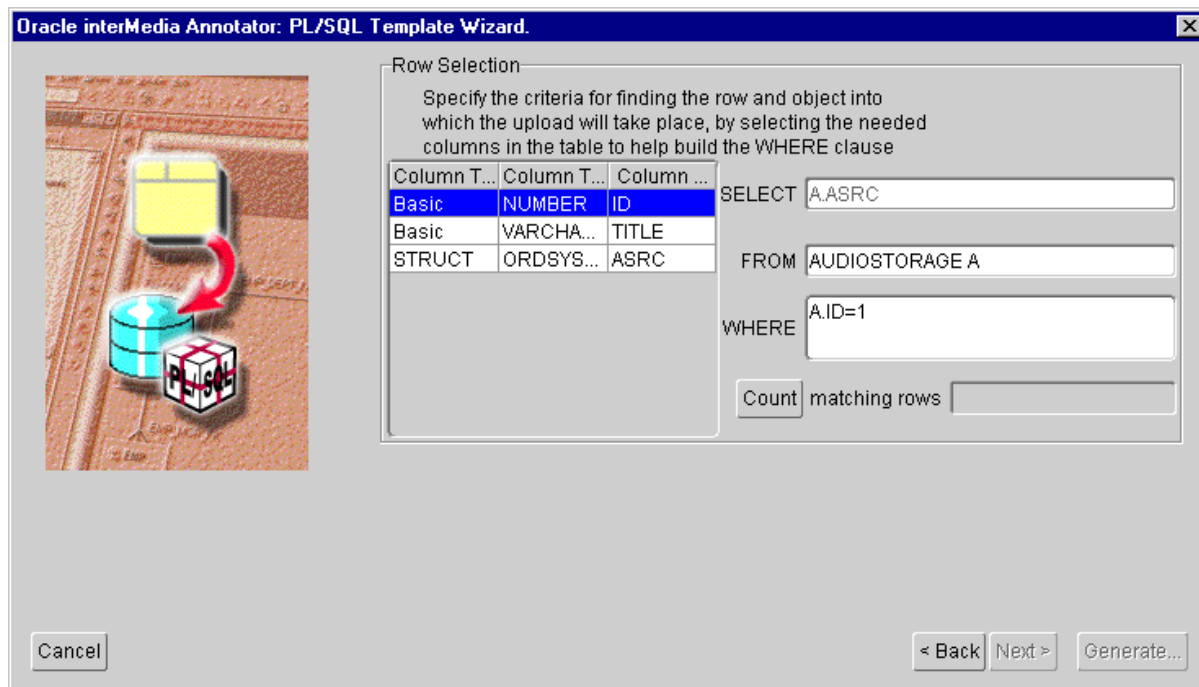 Oracle interMedia Annotator: PL/SQL Template Wizard.
Row Selection
Specify the criteria for finding the row and object into
which the upload will take place, by selecting the needed
columns in the table to help build the WHERE clause
Column T... Column T... Column ...
Basic NUMBER ID
Basic VARCHA... TITLE
STRUCT ORDSYS... ASRC
SELECT A.ASRC
FROM AUDIOSTORAGE A
WHERE A.ID=1
Count matching rows
PL/SQL
Cancel
< Back Next > Generate...